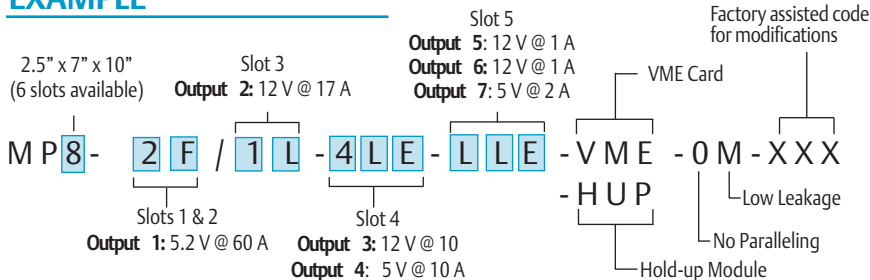 EXAMPLE
Slot 5
Output 5: 12 V @ 1 A
Output 6: 12 V @ 1 A
Output 7: 5 V @ 2 A
Factory assisted code
for modifications
2.5” x 7” x 10”
(6 slots available)
Slot 3
Output 2: 12 V @ 17 A
VME Card
MP8- 2F / 1L -4LE- LLE -VME -0M-XXX
-HUP
Slots 1 & 2
Output 1: 5.2 V @ 60 A
Slot 4
Output 3: 12 V @ 10
Output 4: 5 V @ 10 A
Low Leakage
No Paralleling
Hold-up Module